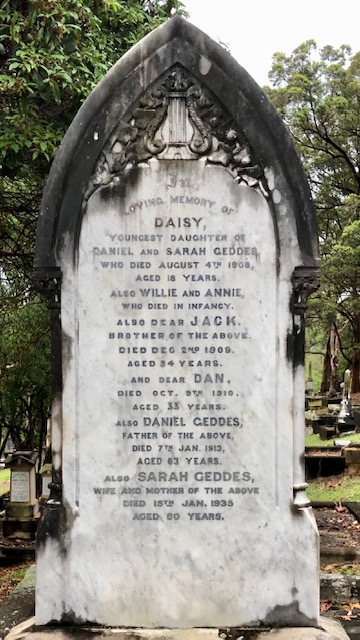 In
LOVING MEMORY OF
DAISY,
YOUNGEST DAUGHTER OF
DANIEL AND SARAH GEDDES,
WHO DIED AUGUST 4TH 1908,
AGED 18 YEARS.
ALSO WILLIE AND ANNIE,
WHO DIED IN INFANCY.
ALSO DEAR JACK.
BROTHER OF THE ABOVE.
DIED DEC 2ND 1909.
AGED 34 YEARS.
AND DEAR DAN,
DIED OCT. 9TH 1910.
AGED 33 YEARS.
ALSO DANIEL GEDDES,
FATHER OF THE ABOVE,
DIED 7TH JAN. 1913,
AGED 63 YEARS.
ALSO SARAH GEDDES,
WIFE AND MOTHER OF THE ABOVE
DIED 15TH JAN. 1935
AGED 80 YEARS.